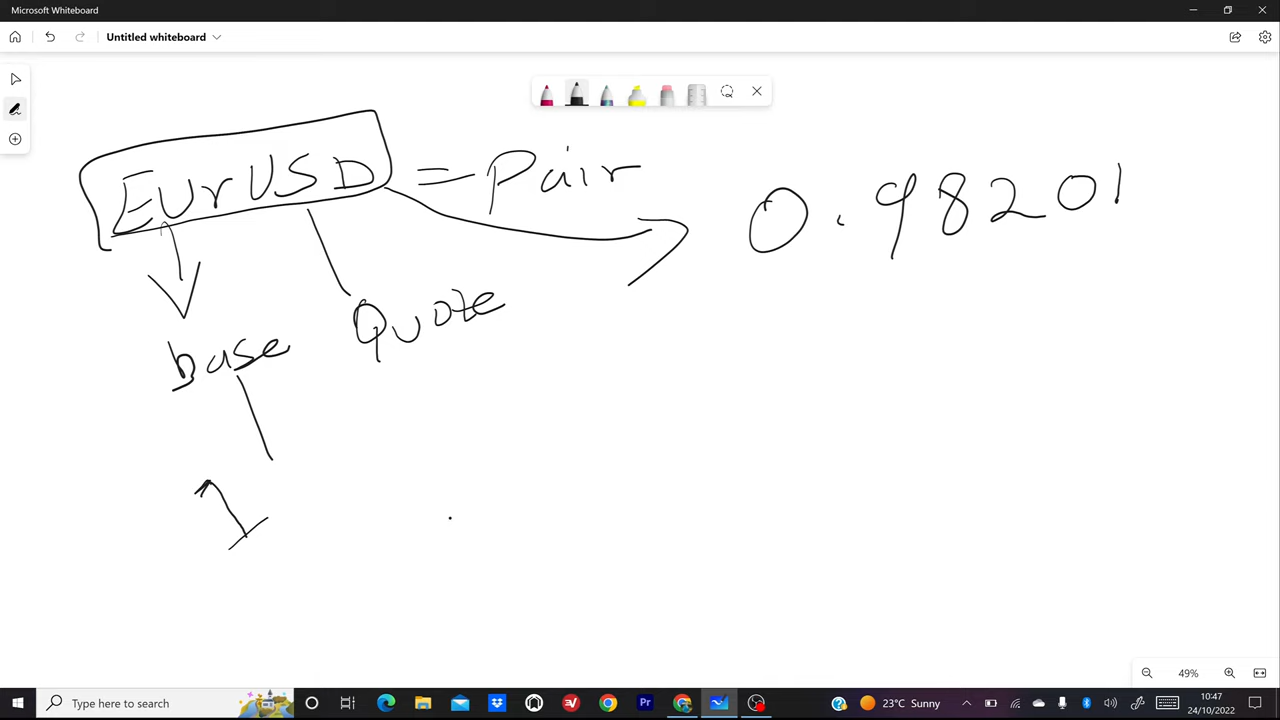 Microsoft Whiteboard
Untitled whiteboard
EUrUSD = Pair
0.98201
base Quote
1
49%
Type here to search
Pr
23°C Sunny
10:47
24/10/2022